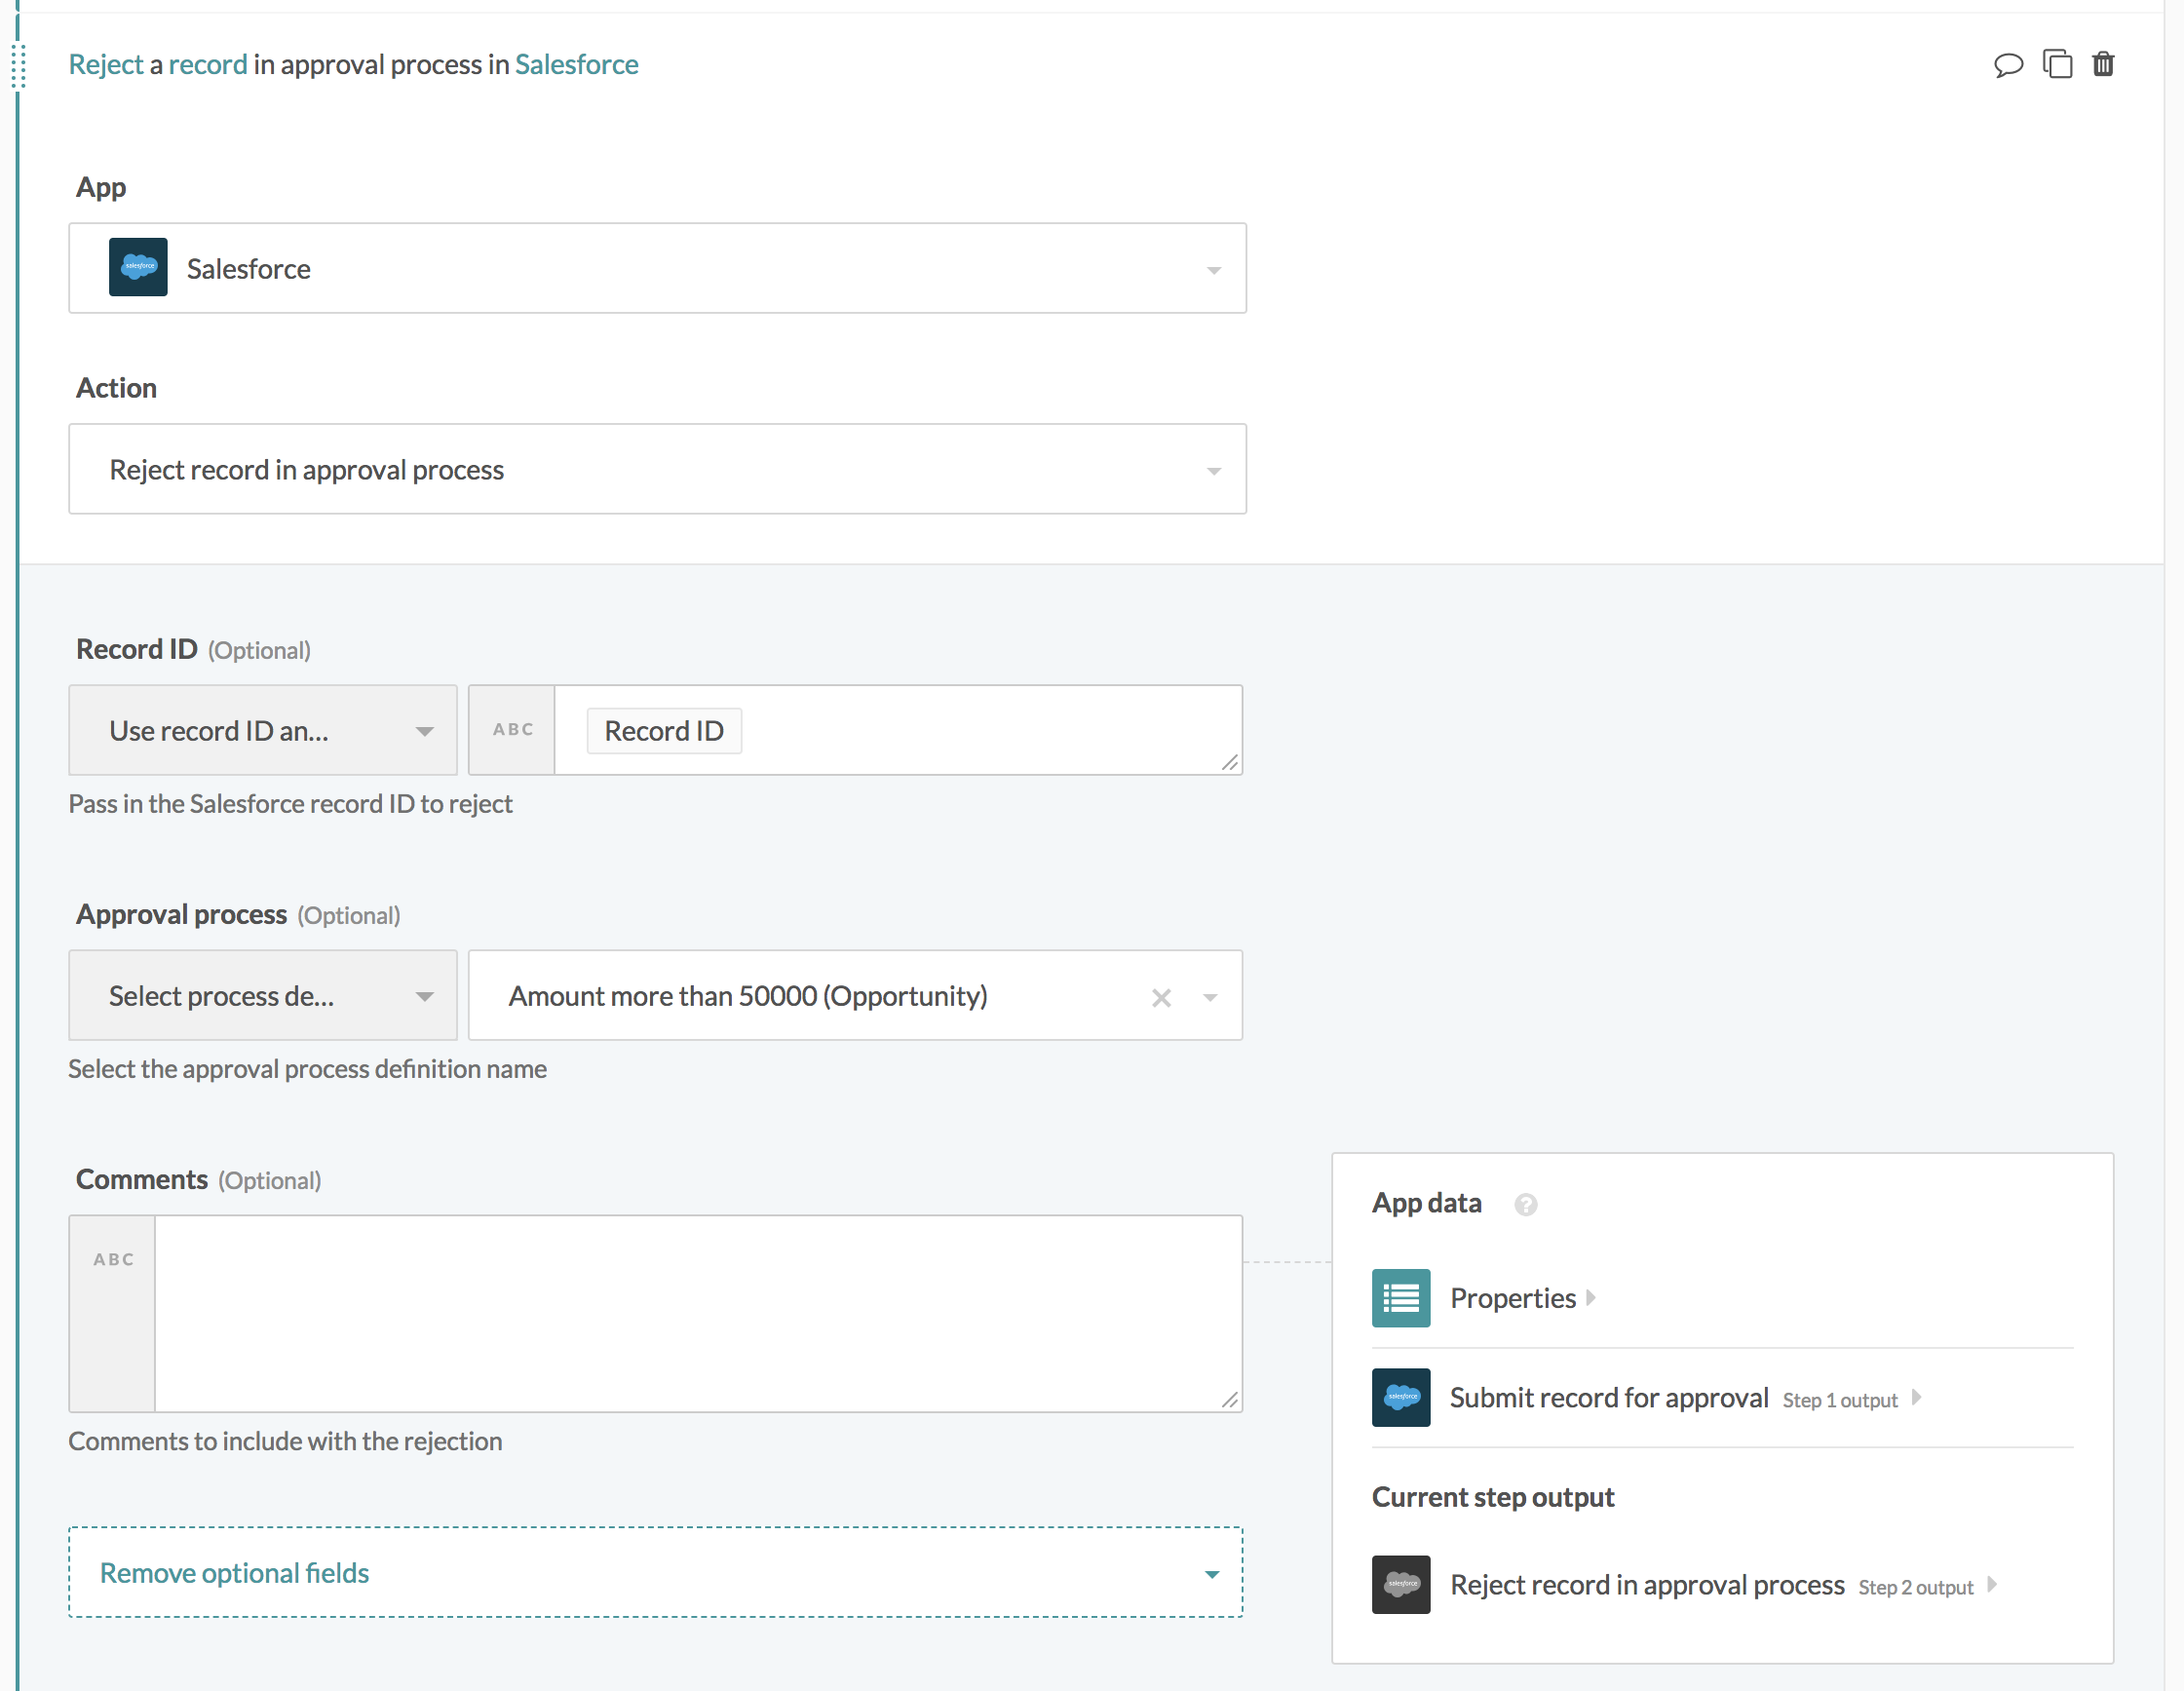 Reject a record in approval process in Salesforce
App
salesforce
Salesforce
Action
Reject record in approval process
Record ID (Optional)
Use record ID an...
ABC
Record ID
Pass in the Salesforce record ID to reject
Approval process (Optional)
Select process de...
Amount more than 50000 (Opportunity)
Select the approval process definition name
Comments (Optional)
ABC
Comments to include with the rejection
Remove optional fields
App data ?
Properties
salesforce
Submit record for approval Step 1 output
Current step output
salesforce
Reject record in approval process Step 2 output